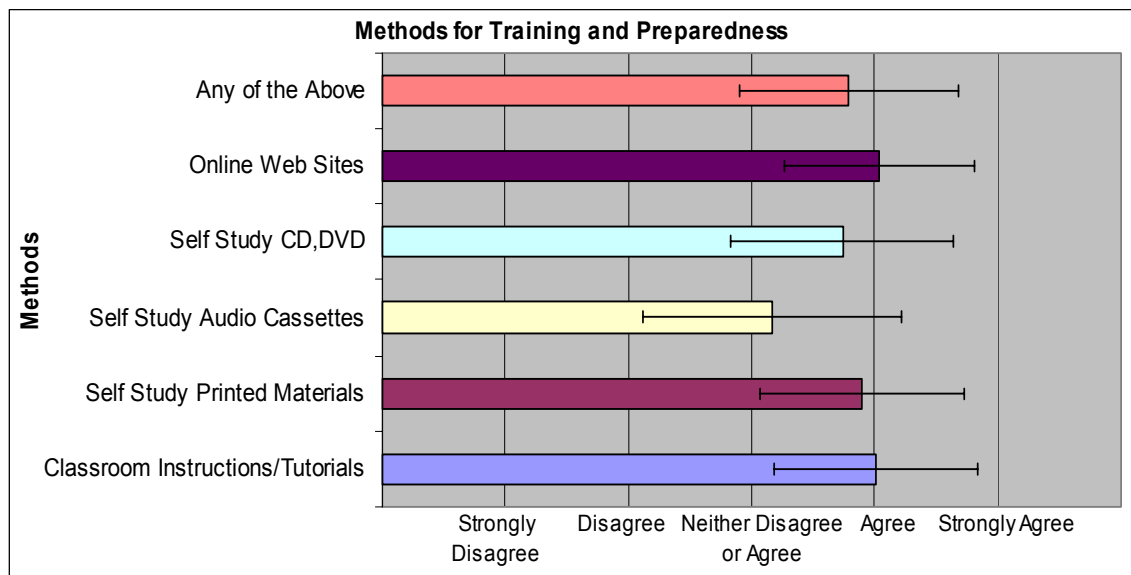 Methods for Training and Preparedness
Methods
Any of the Above
Online Web Sites
Self Study CD,DVD
Self Study Audio Cassettes
Self Study Printed Materials
Classroom Instructions/Tutorials
Strongly Disagree
Disagree
Neither Disagree or Agree
Agree
Strongly Agree